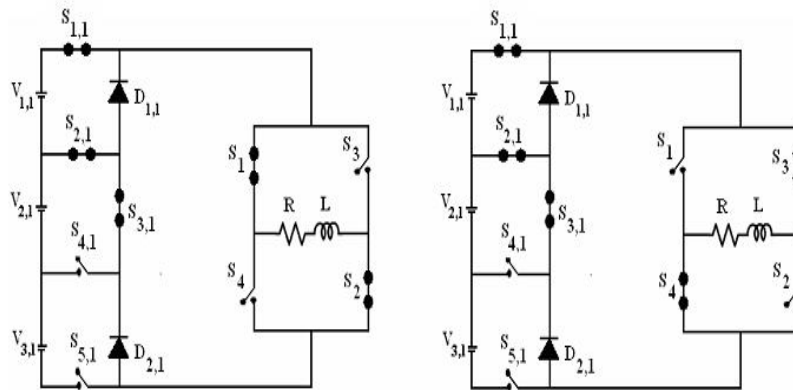 S1,1
V1,1
D1,1
S2,1
S1
S3
V2,1
S3,1
R L
S4,1
S4
S2
V3,1
S5,1
D2,1
S1,1
V1,1
D1,1
S2,1
S1
S3
V2,1
S3,1
R L
S4,1
S4
S2
V3,1
S5,1
D2,1